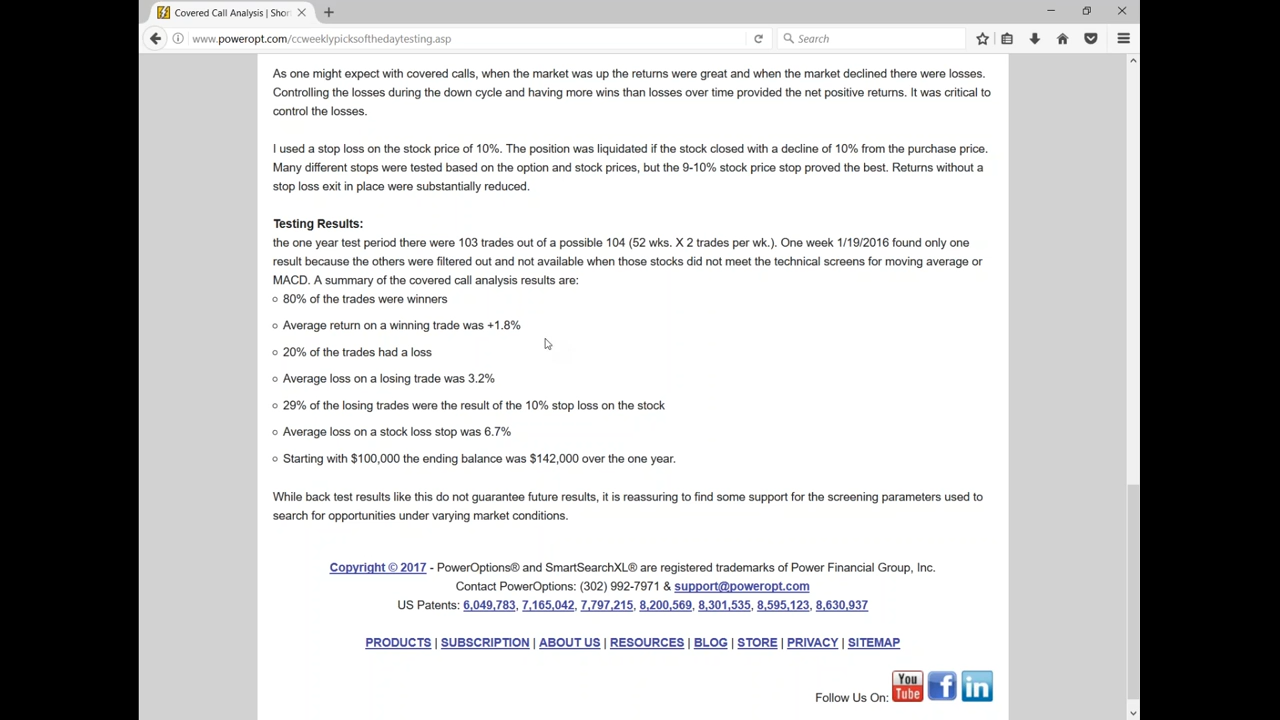 Covered Call Analysis | Shor
www.poweropt.com/ccweeklypicksofthedaytesting.asp
Search
As one might expect with covered calls, when the market was up the returns were great and when the market declined there were losses.
Controlling the losses during the down cycle and having more wins than losses over time provided the net positive returns. It was critical to
control the losses.
I used a stop loss on the stock price of 10%. The position was liquidated if the stock closed with a decline of 10% from the purchase price.
Many different stops were tested based on the option and stock prices, but the 9-10% stock price stop proved the best. Returns without a
stop loss exit in place were substantially reduced.
Testing Results:
the one year test period there were 103 trades out of a possible 104 (52 wks. X 2 trades per wk.). One week 1/19/2016 found only one
result because the others were filtered out and not available when those stocks did not meet the technical screens for moving average or
MACD. A summary of the covered call analysis results are:
80% of the trades were winners
Average return on a winning trade was +1.8%
20% of the trades had a loss
Average loss on a losing trade was 3.2%
29% of the losing trades were the result of the 10% stop loss on the stock
Average loss on a stock loss stop was 6.7%
Starting with $100,000 the ending balance was $142,000 over the one year.
While back test results like this do not guarantee future results, it is reassuring to find some support for the screening parameters used to
search for opportunities under varying market conditions.
Copyright © 2017 - PowerOptions® and SmartSearchXL® are registered trademarks of Power Financial Group, Inc.
Contact PowerOptions: (302) 992-7971 & support@poweropt.com
US Patents: 6,049,783, 7,165,042, 7,797,215, 8,200,569, 8,301,535, 8,595,123, 8,630,937
PRODUCTS | SUBSCRIPTION | ABOUT US | RESOURCES | BLOG | STORE | PRIVACY | SITEMAP
Follow Us On: You Tube f in